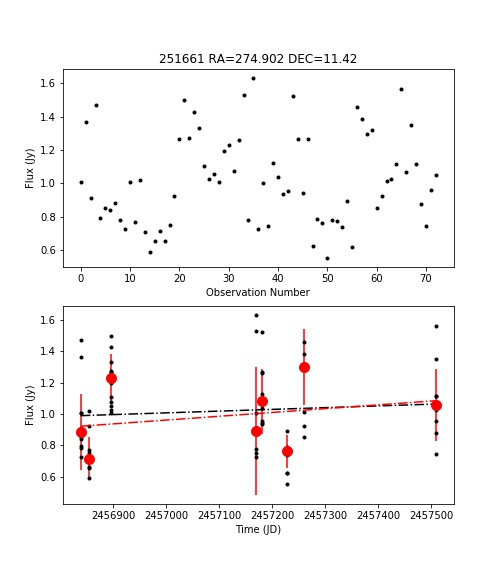 251661 RA=274.902 DEC=11.42
1.6
1.4
1.2
1.0
0.8
0.6
Flux (Jy)
0 10 20 30 40 50 60 70
Observation Number
1.6
1.4
1.2
1.0
0.8
0.6
Flux (Jy)
2456900 2457000 2457100 2457200 2457300 2457400 2457500
Time (JD)